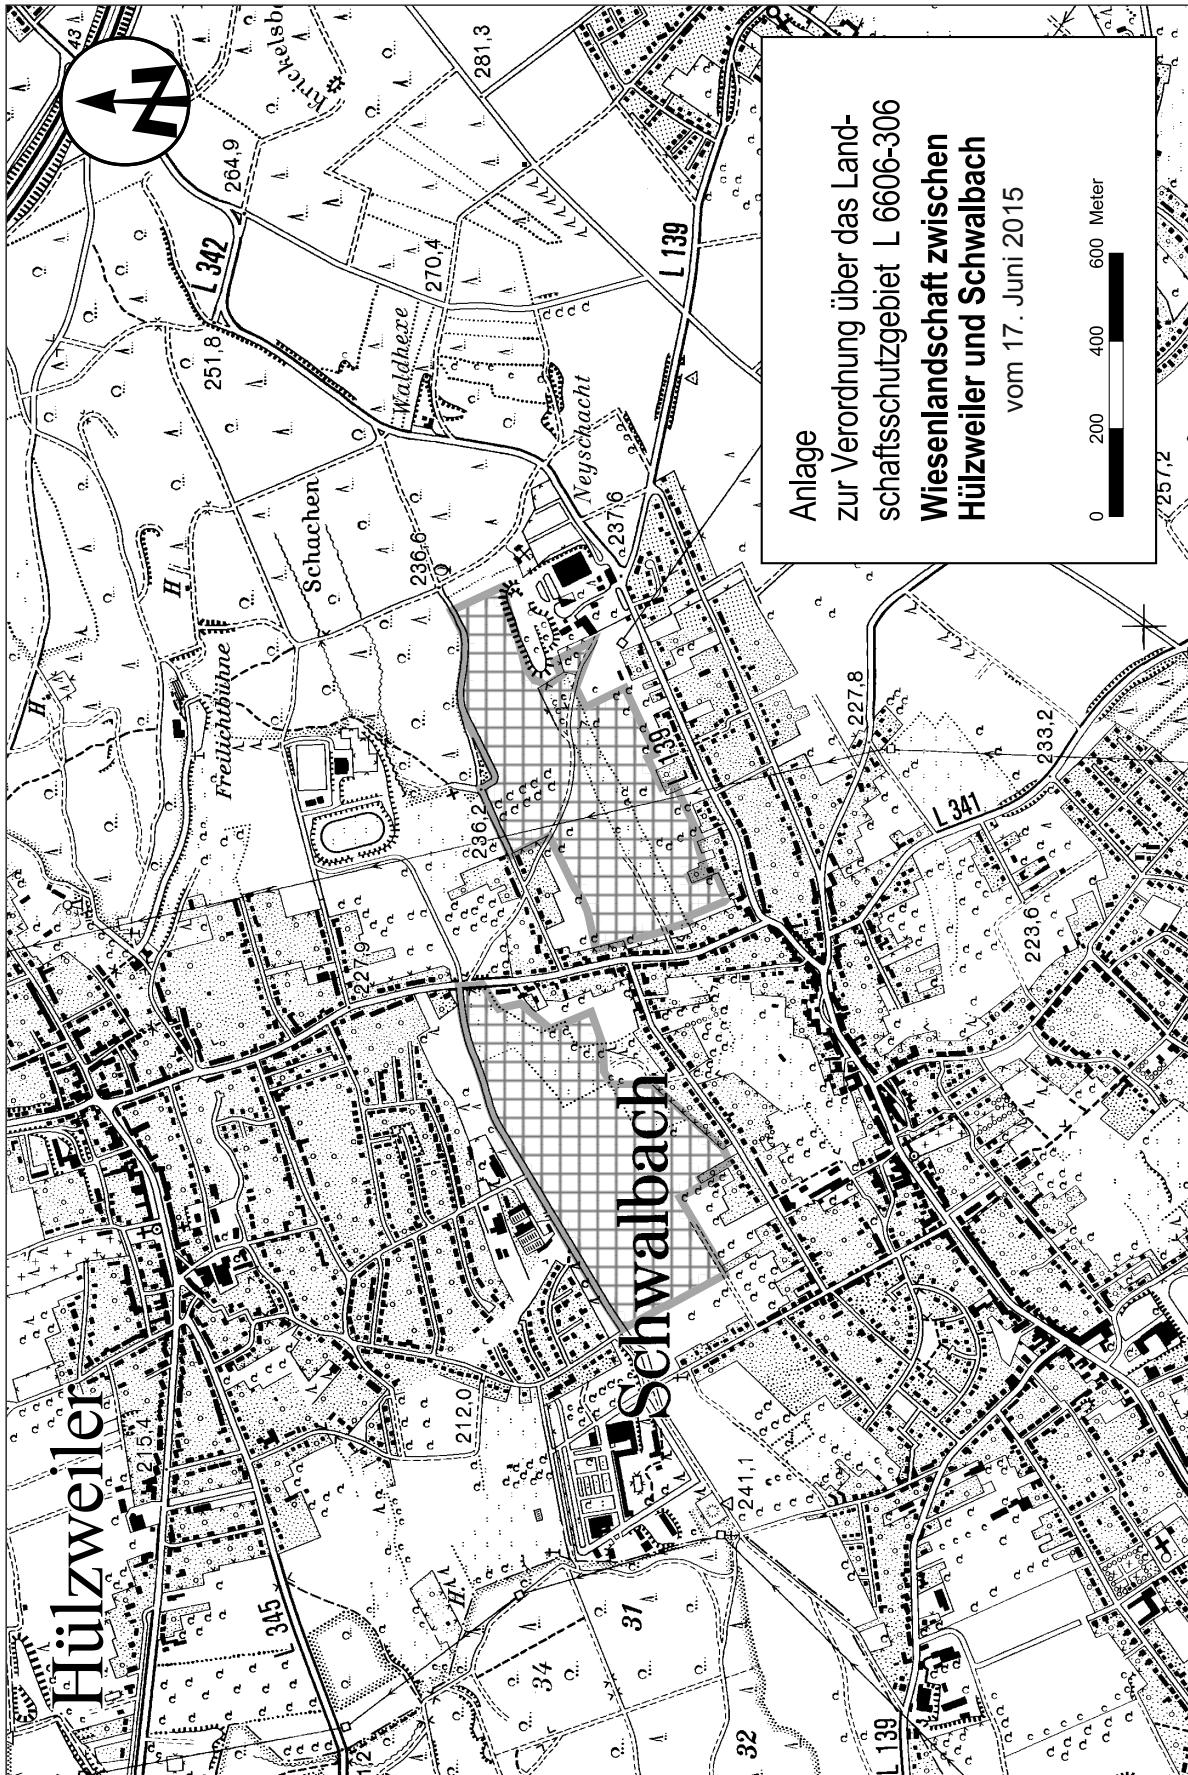 Anlage
zur Verordnung über das Land-
schaftsschutzgebiet L 6606-306
Wiesenlandschaft zwischen
Hülzweiler und Schwalbach
vom 17. Juni 2015
0 200 400 600 Meter
N
Hülzweiler
Schwalbach
215,4
L 345
212,0
H.
34
31
32
241,1
L 139
227,9
236,2
Freilichtbühne
H
H
Schachen
236,6
251,8
L 342
264,9
43
Waldhexe
270,4
281,3
Neyschacht
237,6
L 139
L 139
227,8
L 341
233,2
223,6
257,2